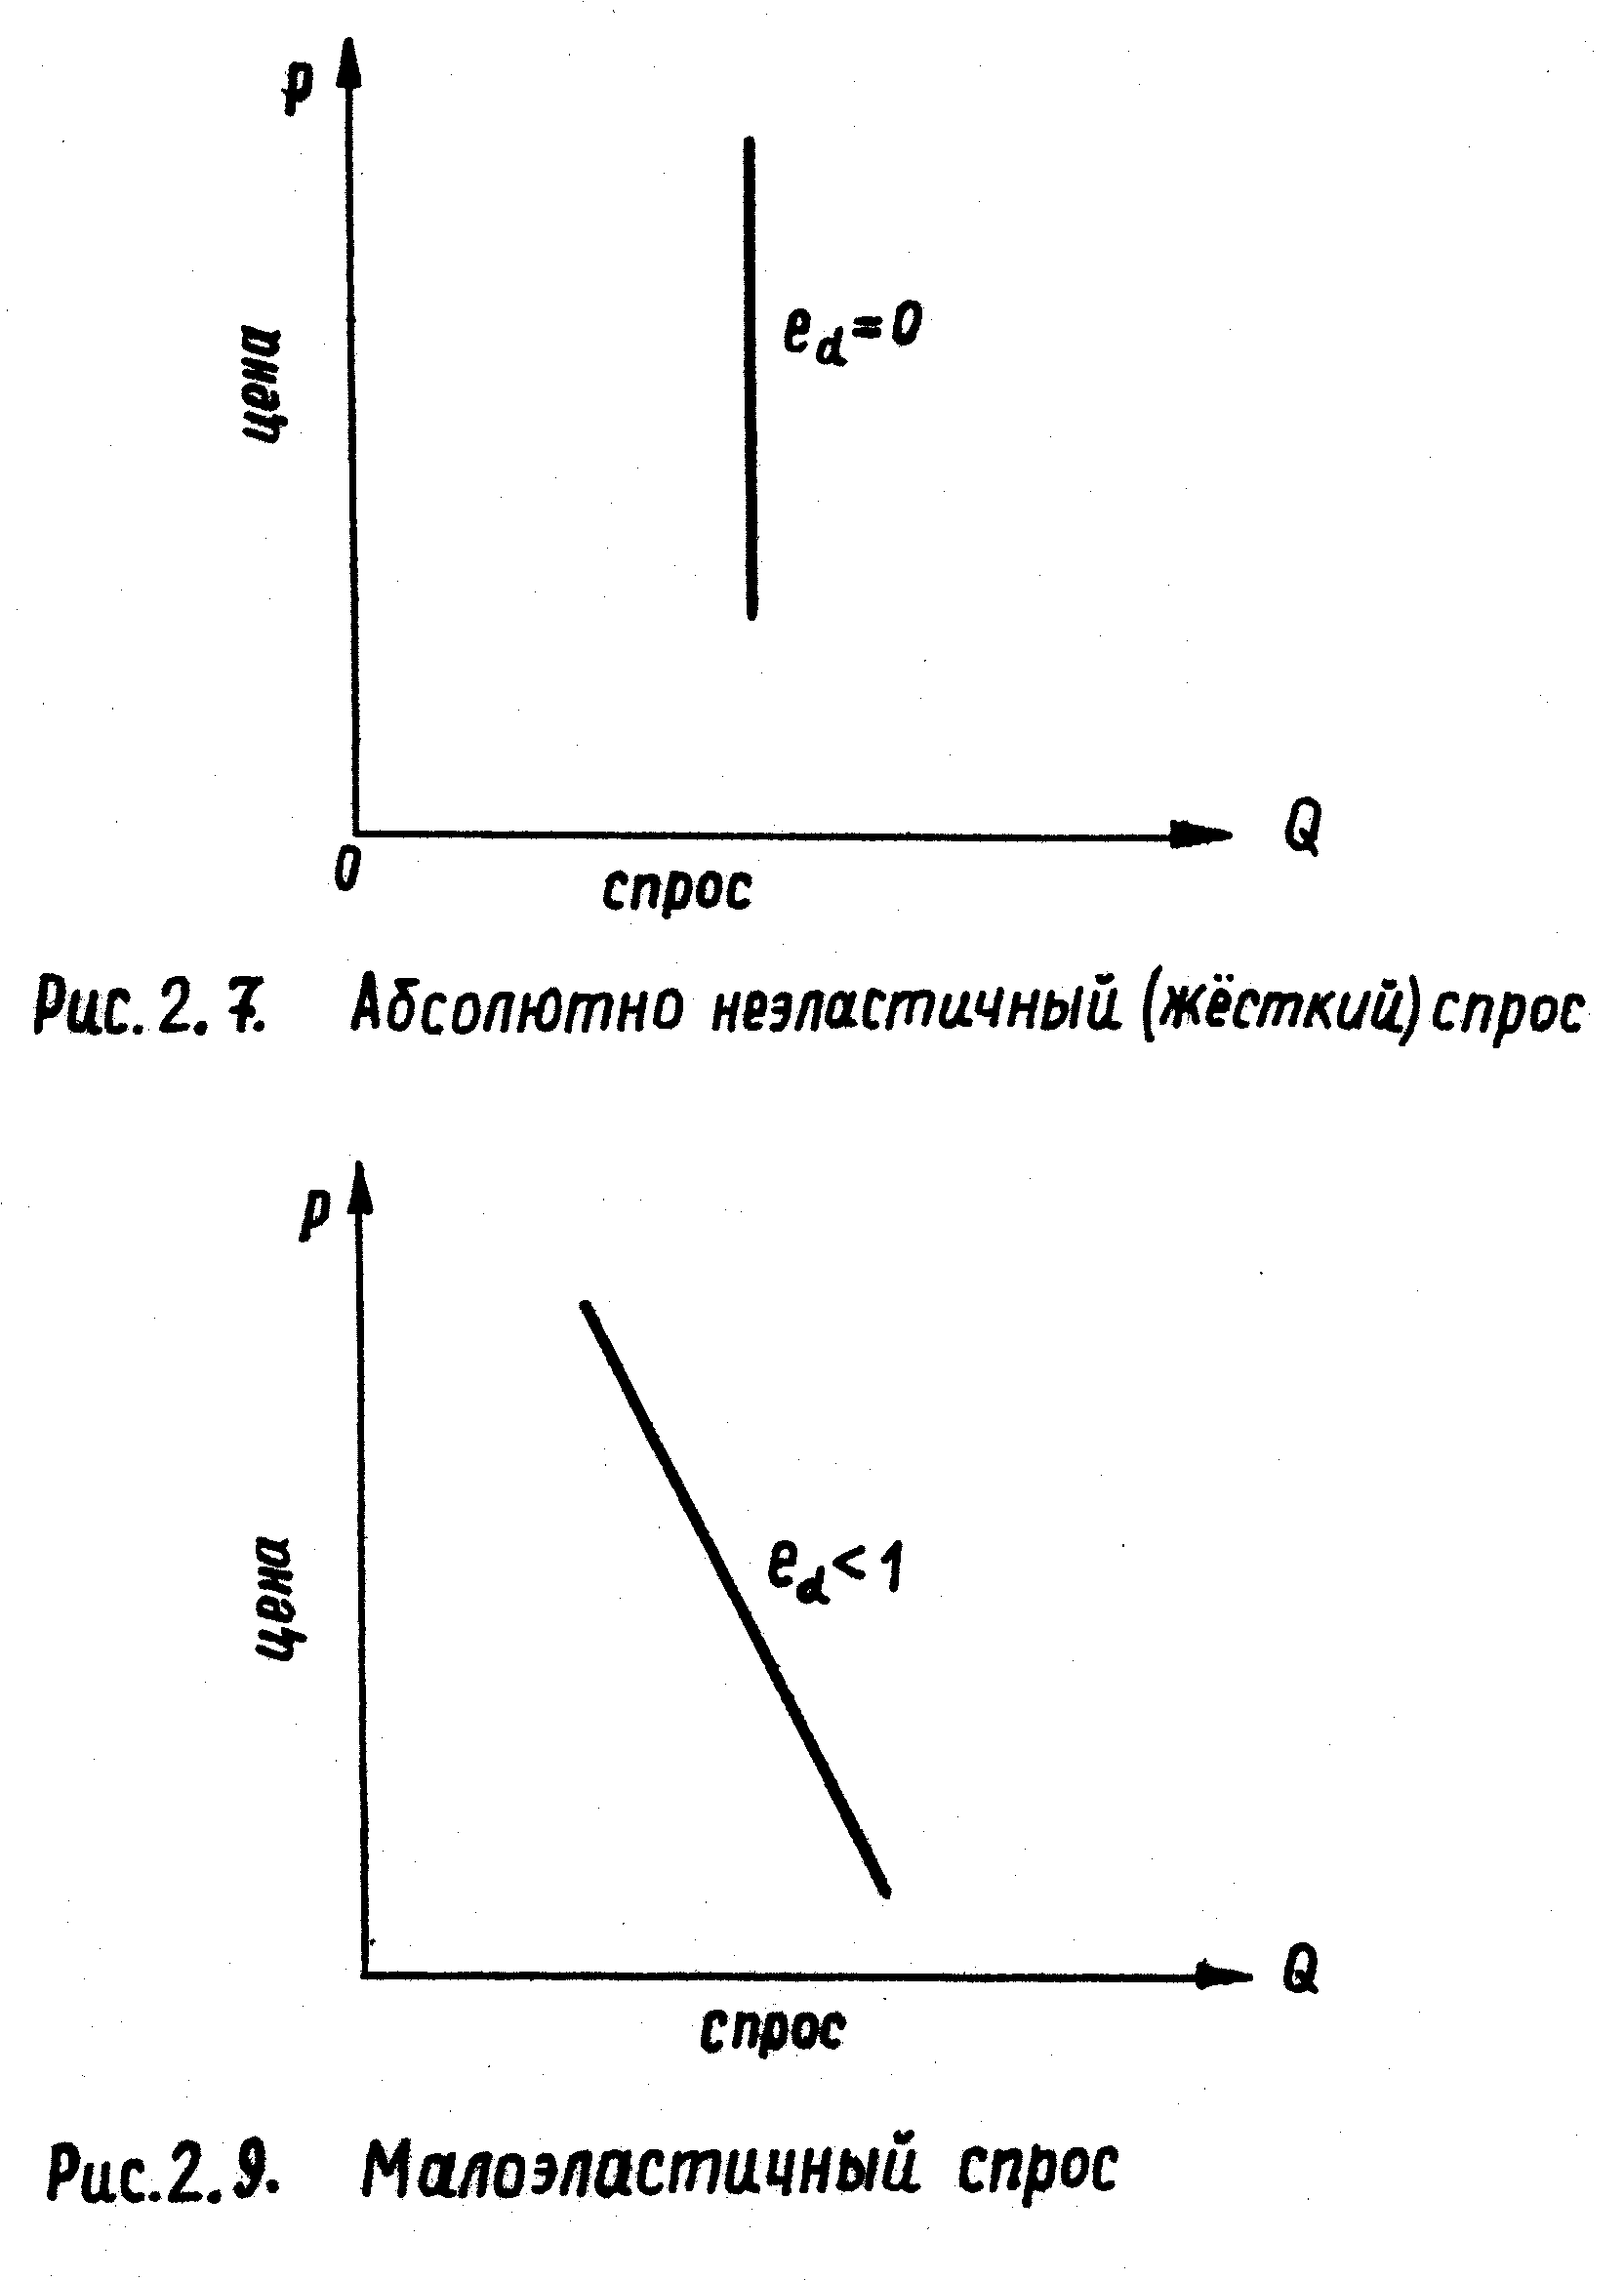 P
цена
e_d=0
Q
0
спрос
Рис.2.7. Абсолютно неэластичный (жёсткий) спрос
P
цена
e_d<1
Q
спрос
Рис.2.9. Малоэластичный спрос